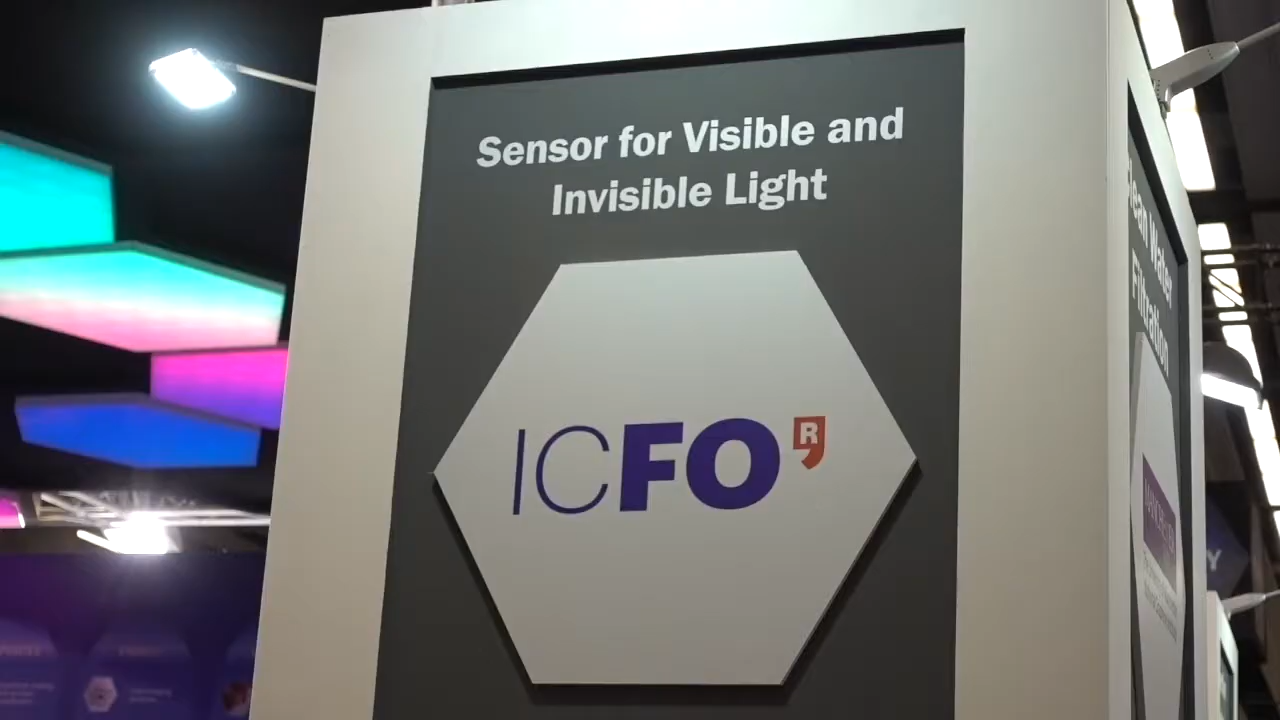 Sensor for Visible and
Invisible Light
ICFO
R
Clean Water
Filtration